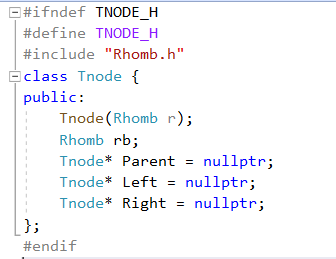 #ifndef TNODE_H
#define TNODE_H
#include "Rhomb.h"
class Tnode {
public:
    Tnode(Rhomb r);
    Rhomb rb;
    Tnode* Parent = nullptr;
    Tnode* Left = nullptr;
    Tnode* Right = nullptr;
};
#endif